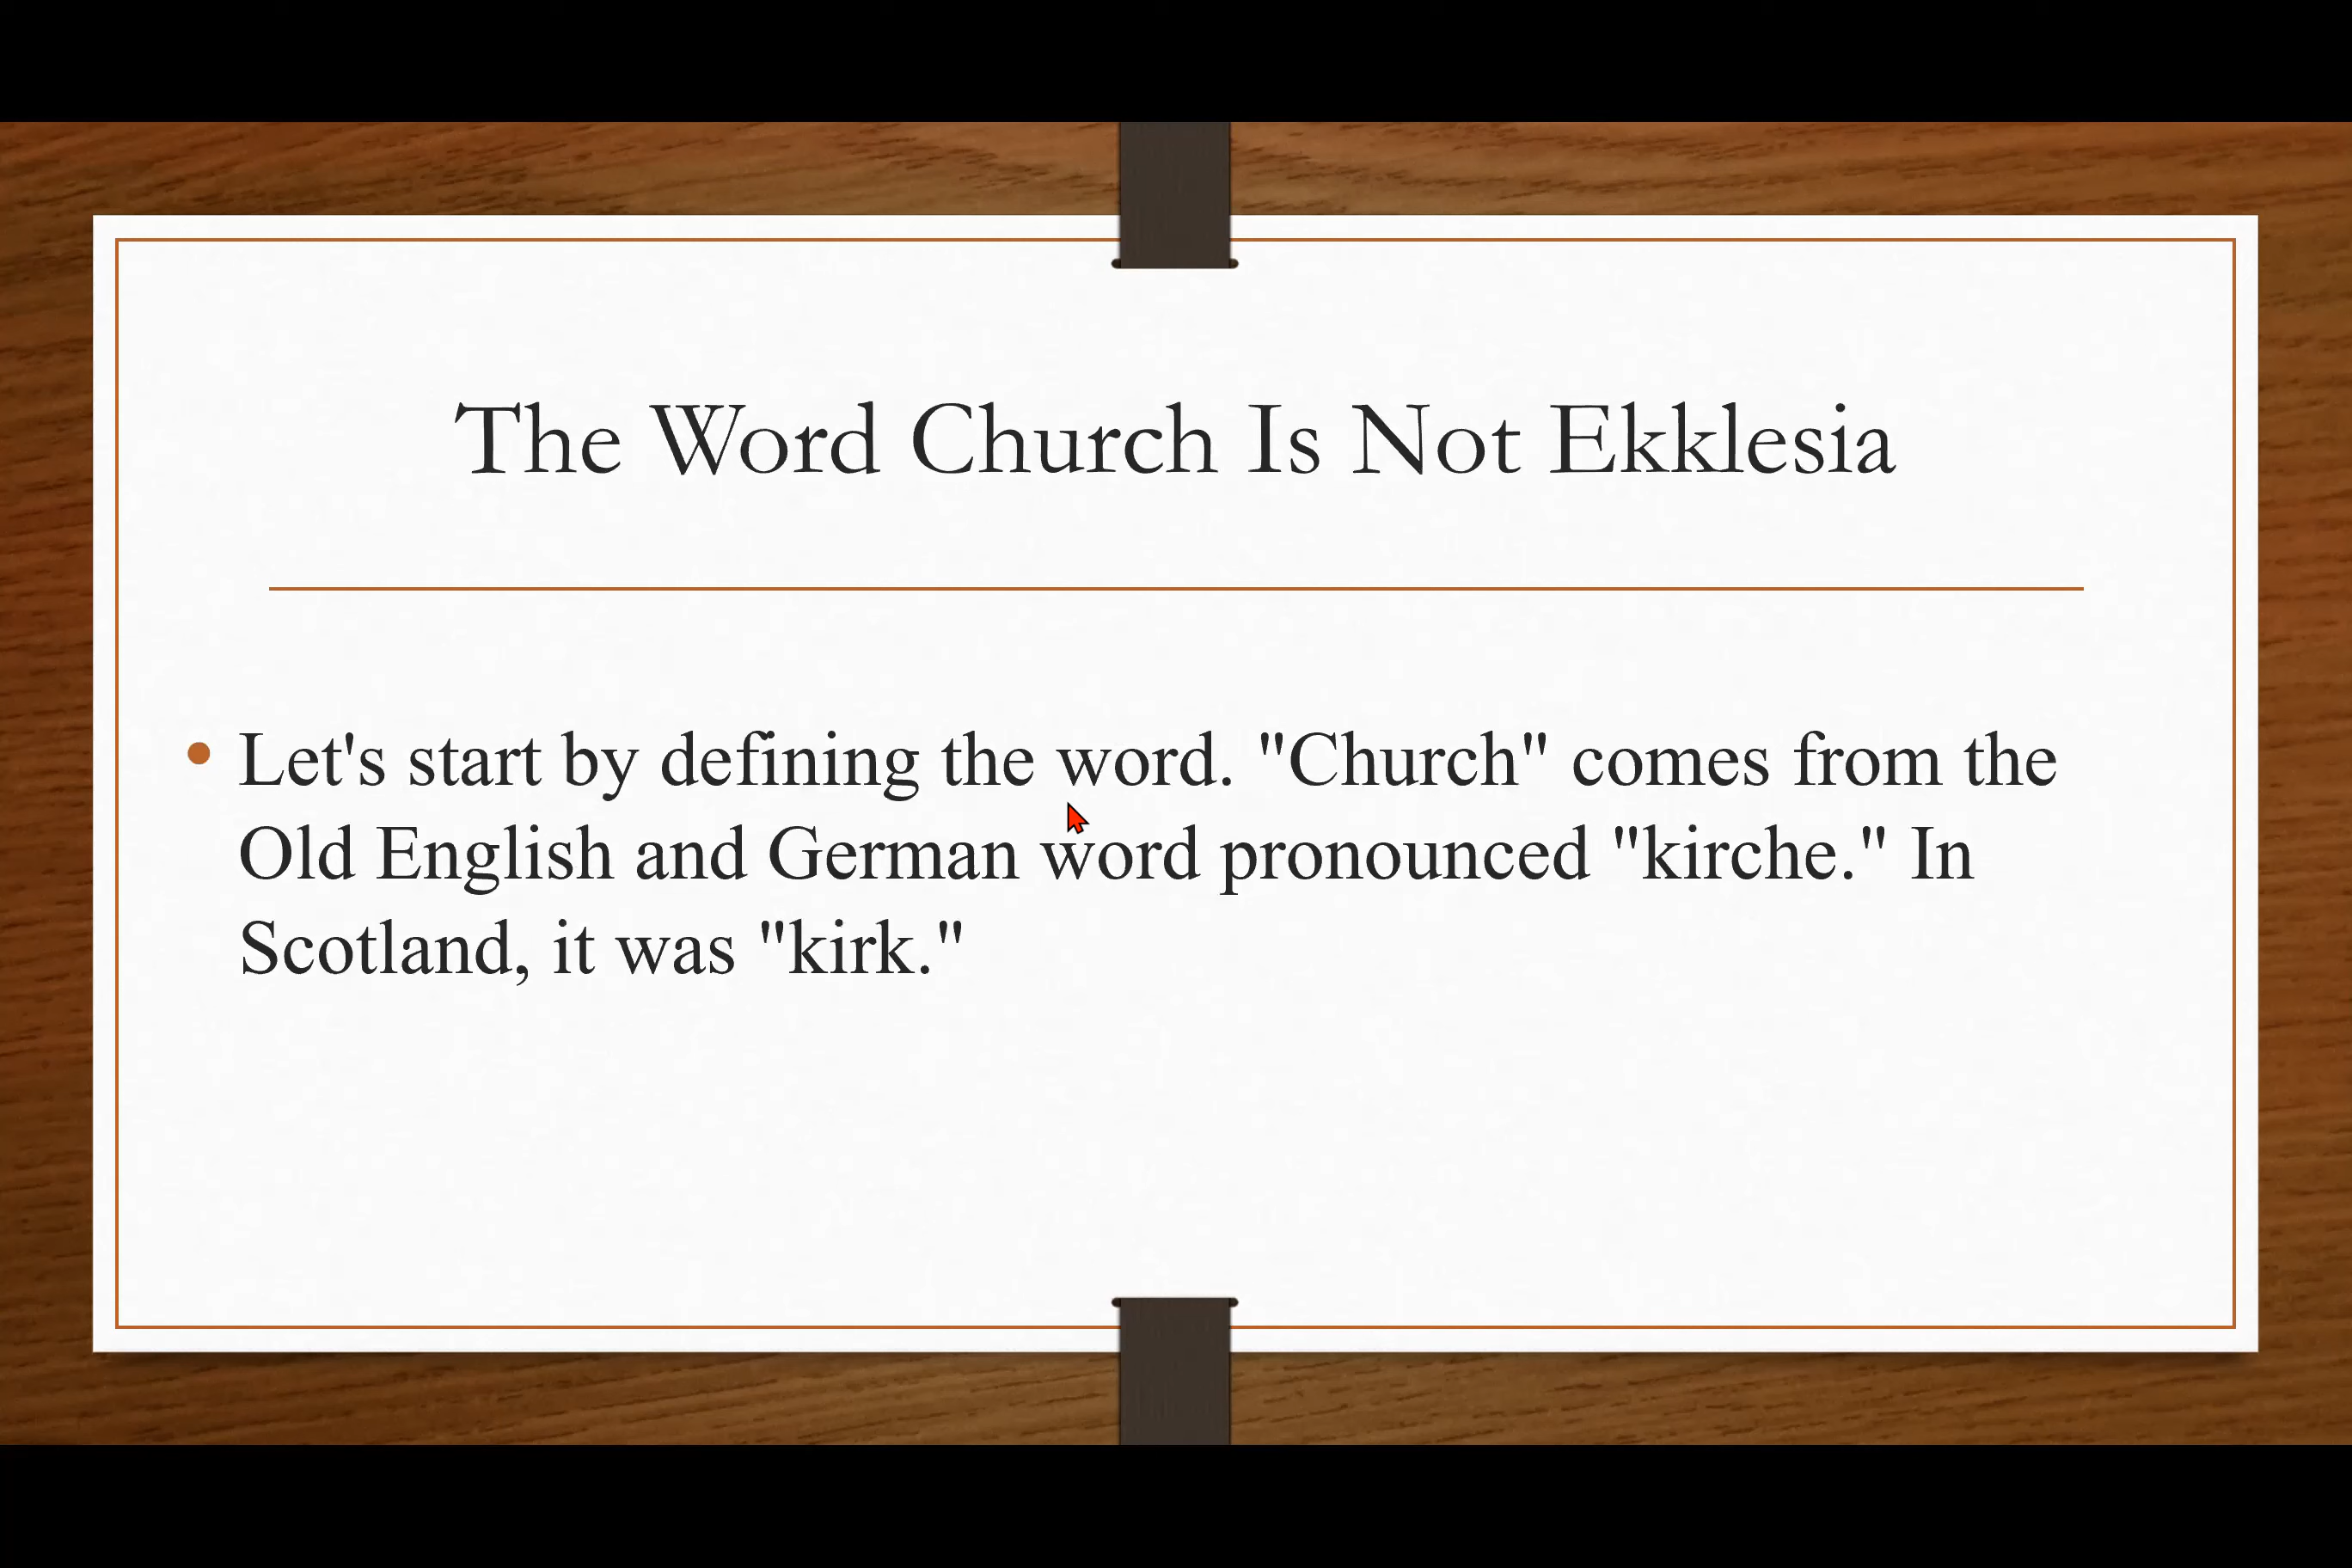 The Word Church Is Not Ekklesia
• Let's start by defining the word. "Church" comes from the
Old English and German word pronounced "kirche." In
Scotland, it was "kirk."